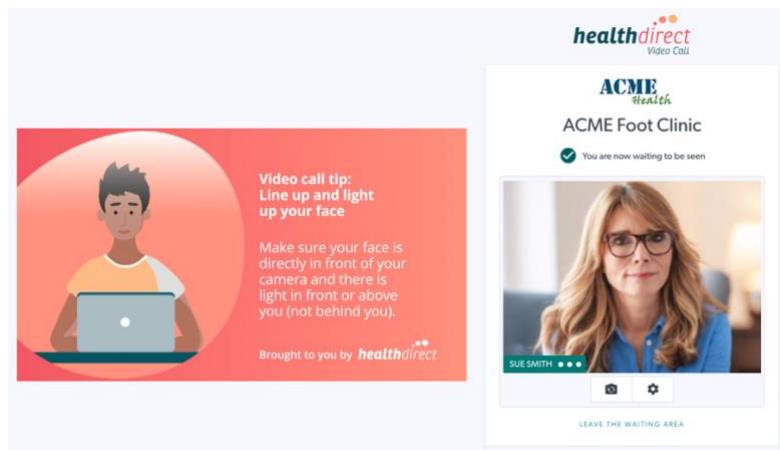 healthdirect
Video Call
ACME
Health
ACME Foot Clinic
You are now waiting to be seen
Video call tip:
Line up and light
up your face
Make sure your face is
directly in front of your
camera and there is
light in front or above
you (not behind you).
Brought to you by healthdirect
SUE SMITH
LEAVE THE WAITING AREA